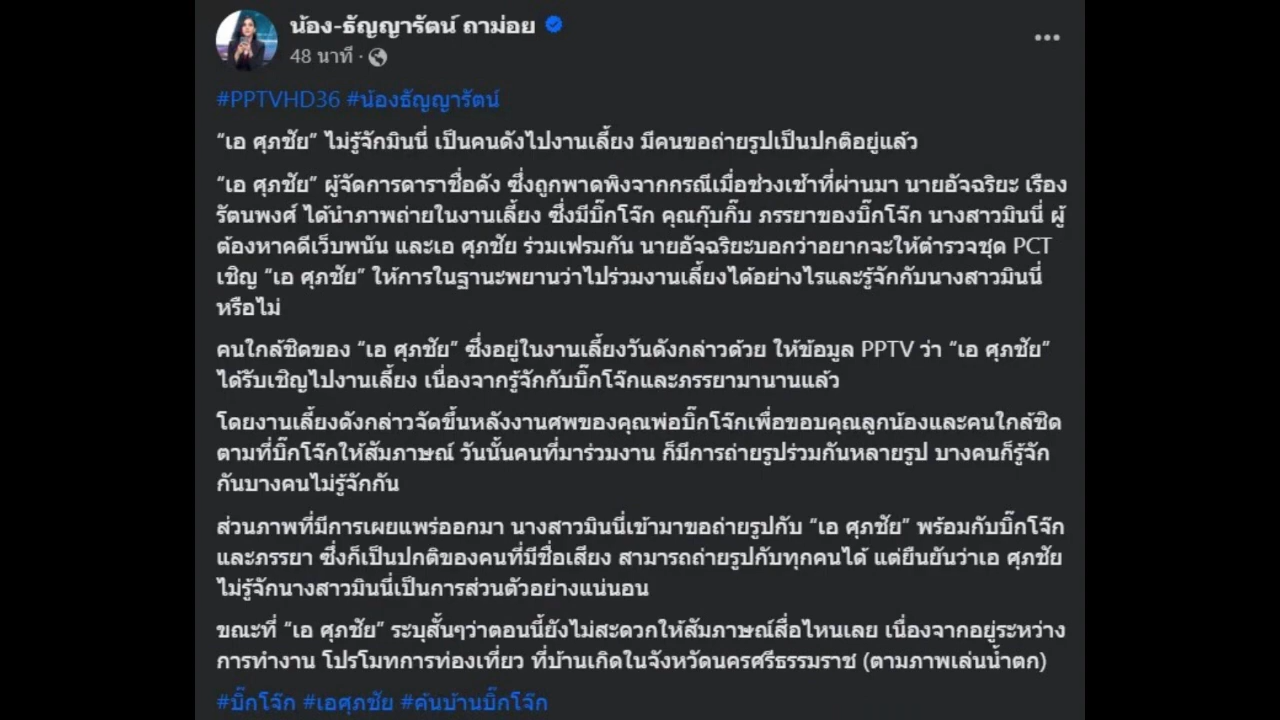 น้อง-ธัญญารัตน์ ถาม่อย
48 นาที ·
#PPTVHD36 #น้องธัญญารัตน์
“เอ ศุภชัย” ไม่รู้จักมินนี่ เป็นคนดังไปงานเลี้ยง มีคนขอถ่ายรูปเป็นปกติอยู่แล้ว
“เอ ศุภชัย” ผู้จัดการดาราชื่อดัง ซึ่งถูกพาดพิงจากกรณีเมื่อช่วงเช้าที่ผ่านมา นายอัจฉริยะ เรือง
รัตนพงศ์ ได้นำภาพถ่ายในงานเลี้ยง ซึ่งมีบิ๊กโจ๊ก คุณกุ๊บกิ๊บ ภรรยาของบิ๊กโจ๊ก นางสาวมินนี่ ผู้
ต้องหาคดีเว็บพนัน และเอ ศุภชัย ร่วมเฟรมกัน นายอัจฉริยะบอกว่าอยากจะให้ตำรวจชุด PCT
เชิญ “เอ ศุภชัย” ให้การในฐานะพยานว่าไปร่วมงานเลี้ยงได้อย่างไรและรู้จักกับนางสาวมินนี่
หรือไม่
คนใกล้ชิดของ “เอ ศุภชัย” ซึ่งอยู่ในงานเลี้ยงวันดังกล่าวด้วย ให้ข้อมูล PPTV ว่า “เอ ศุภชัย”
ได้รับเชิญไปงานเลี้ยง เนื่องจากรู้จักกับบิ๊กโจ๊กและภรรยามานานแล้ว
โดยงานเลี้ยงดังกล่าวจัดขึ้นหลังงานศพของคุณพ่อบิ๊กโจ๊กเพื่อขอบคุณลูกน้องและคนใกล้ชิด
ตามที่บิ๊กโจ๊กให้สัมภาษณ์ วันนั้นคนที่มาร่วมงาน ก็มีการถ่ายรูปร่วมกันหลายรูป บางคนก็รู้จัก
กันบางคนไม่รู้จักกัน
ส่วนภาพที่มีการเผยแพร่ออกมา นางสาวมินนี่เข้ามาขอถ่ายรูปกับ “เอ ศุภชัย” พร้อมกับบิ๊กโจ๊ก
และภรรยา ซึ่งก็เป็นปกติของคนที่มีชื่อเสียง สามารถถ่ายรูปกับทุกคนได้ แต่ยืนยันว่าเอ ศุภชัย
ไม่รู้จักนางสาวมินนี่เป็นการส่วนตัวอย่างแน่นอน
ขณะที่ “เอ ศุภชัย” ระบุสั้นๆว่าตอนนี้ยังไม่สะดวกให้สัมภาษณ์สื่อไหนเลย เนื่องจากอยู่ระหว่าง
การทำงาน โปรโมทการท่องเที่ยว ที่บ้านเกิดในจังหวัดนครศรีธรรมราช (ตามภาพเล่นน้ำตก)
#บิ๊กโจ๊ก #เอศุภชัย #ค้นบ้านบิ๊กโจ๊ก